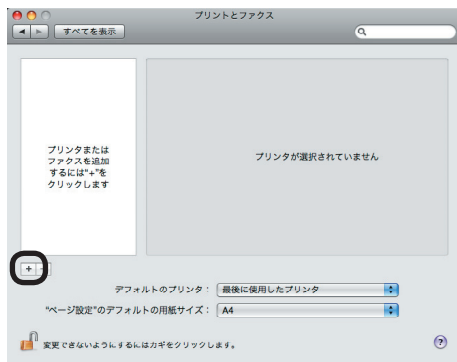 プリントとファクス
すべてを表示
プリンタまたは
ファクスを追加
するには“+”を
クリックします
プリンタが選択されていません
+ −
デフォルトのプリンタ： 最後に使用したプリンタ
“ページ設定”のデフォルトの用紙サイズ： A4
変更できないようにするにはカギをクリックします。 ?